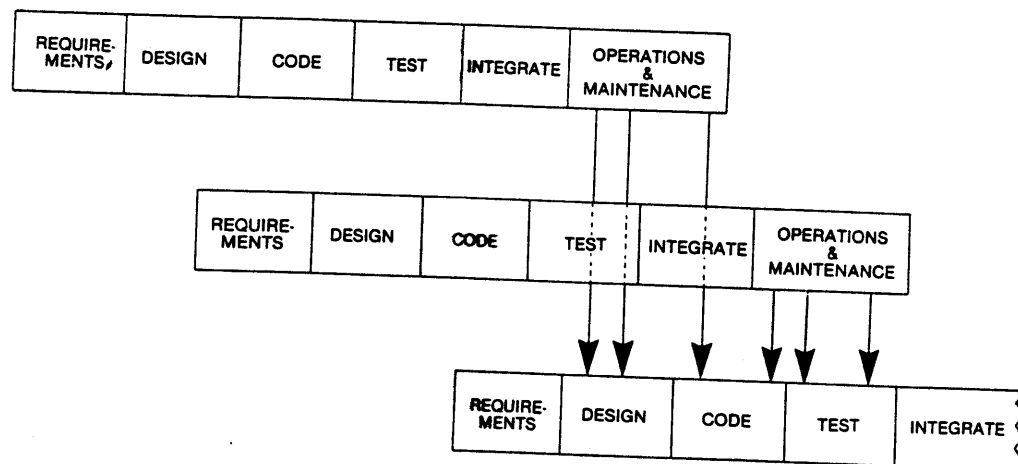 REQUIRE-
MENTS,
DESIGN
CODE
TEST
INTEGRATE
OPERATIONS
&
MAINTENANCE
REQUIRE-
MENTS
DESIGN
CODE
TEST
INTEGRATE
OPERATIONS
&
MAINTENANCE
REQUIRE-
MENTS
DESIGN
CODE
TEST
INTEGRATE